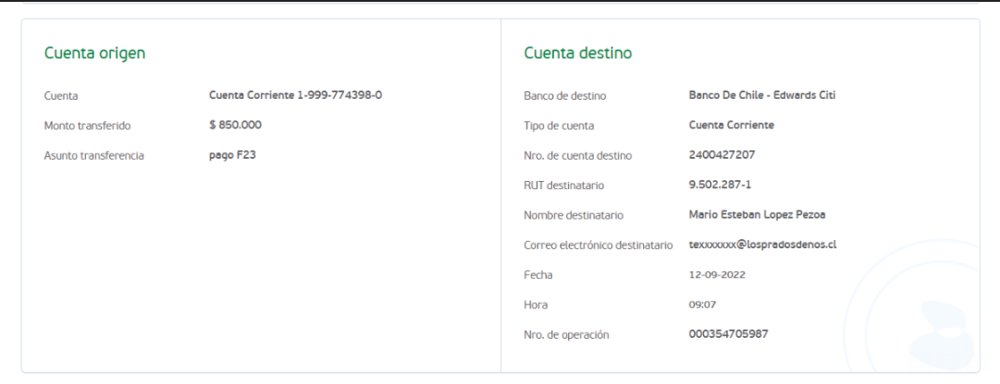 Cuenta origen
Cuenta Cuenta Corriente 1-999-774398-0
Monto transferido $ 850.000
Asunto transferencia pago F23
Cuenta destino
Banco de destino Banco De Chile - Edwards Citi
Tipo de cuenta Cuenta Corriente
Nro. de cuenta destino 2400427207
RUT destinatario 9.502.287-1
Nombre destinatario Mario Esteban Lopez Pezoa
Correo electrónico destinatario texxxxxxx@lospradosdenos.cl
Fecha 12-09-2022
Hora 09:07
Nro. de operación 000354705987